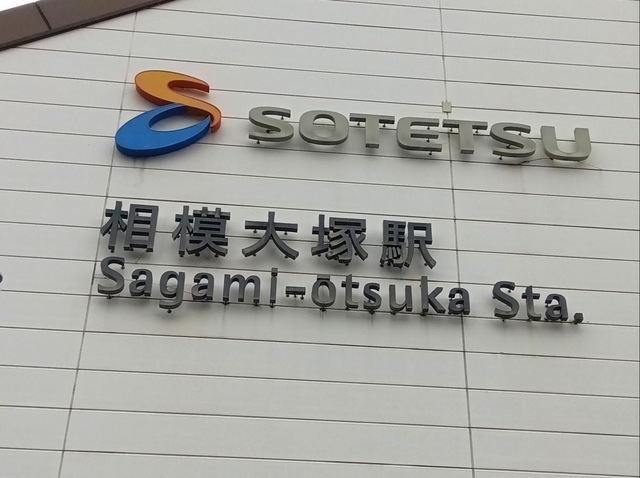 SOTETSU
相模大塚駅
Sagami-ōtsuka Sta.